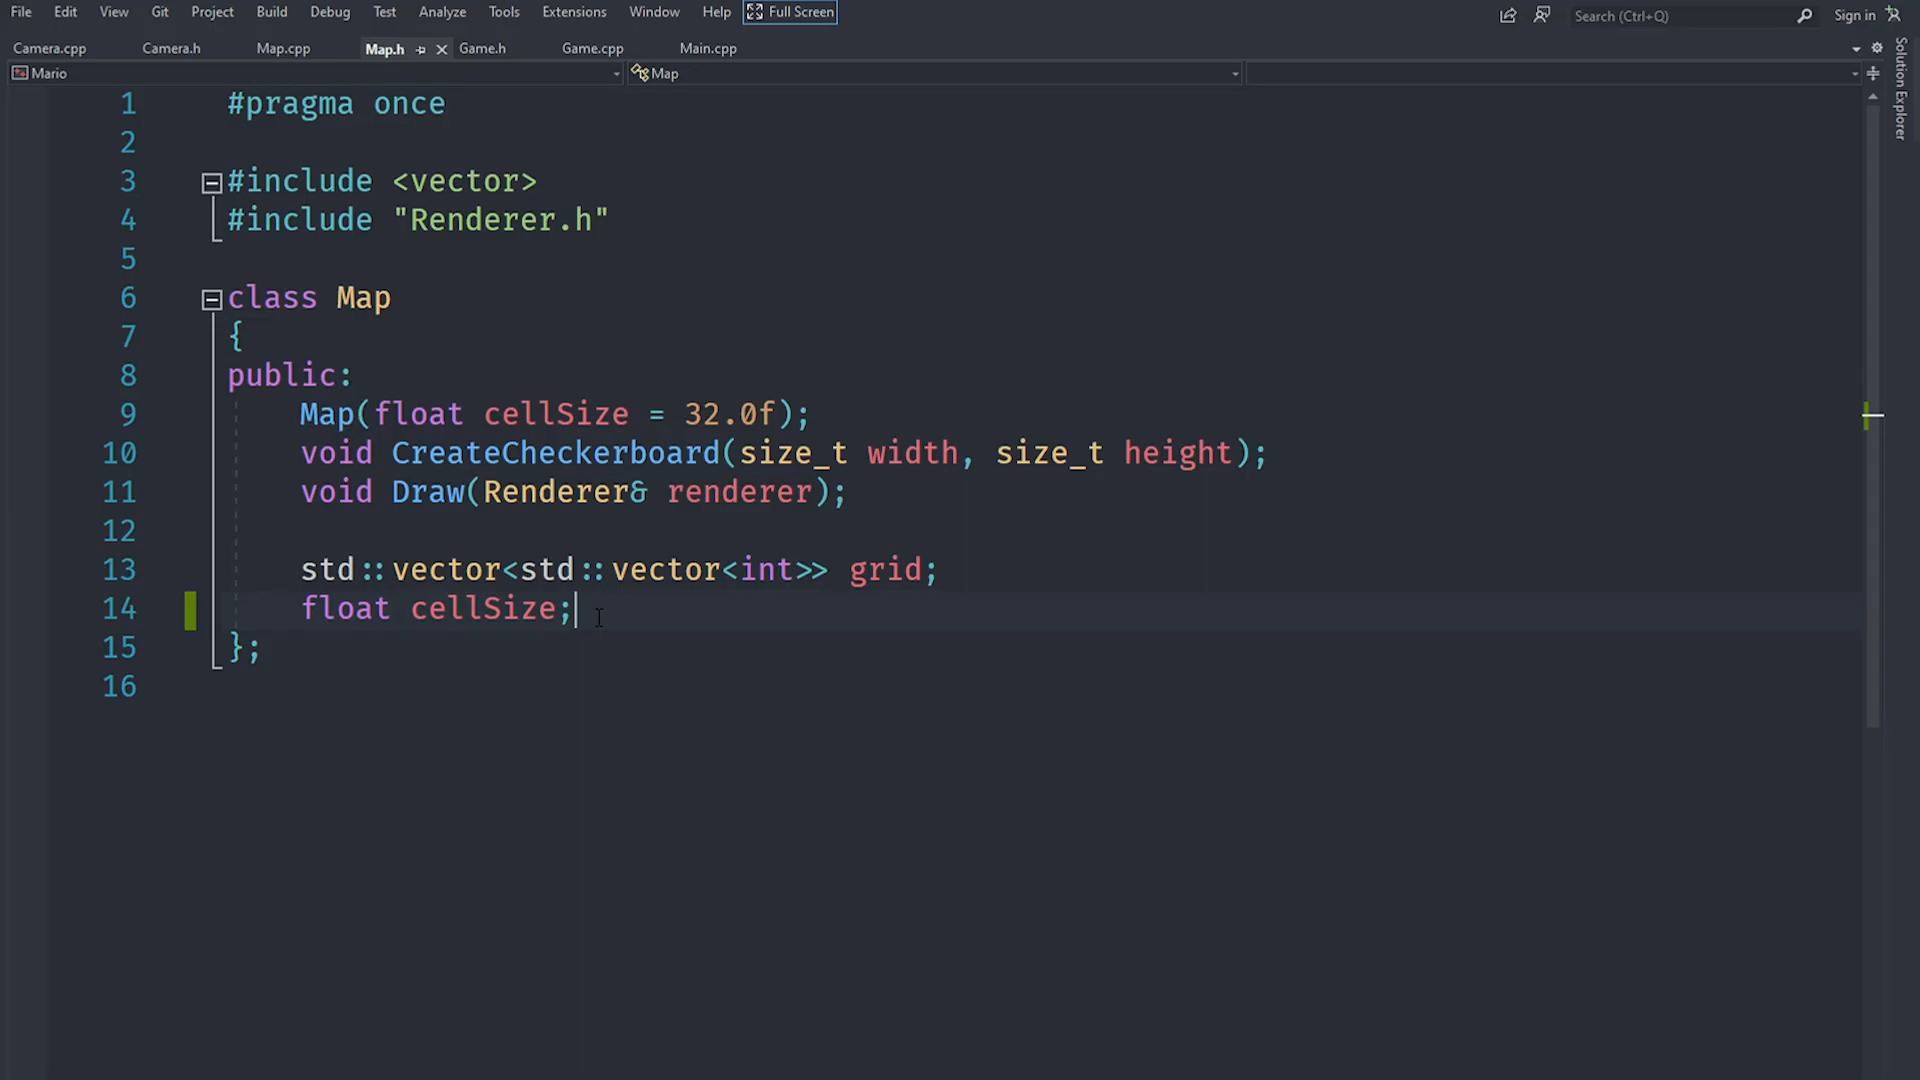 File Edit View Git Project Build Debug Test Analyze Tools Extensions Window Help Full Screen Search (Ctrl+Q) Sign in
Camera.cpp Camera.h Map.cpp Map.h Game.h Game.cpp Main.cpp
Mario Map
Solution Explorer
1 #pragma once
2
3 #include <vector>
4 #include "Renderer.h"
5
6 class Map
7 {
8 public:
9 Map(float cellSize = 32.0f);
10 void CreateCheckerboard(size_t width, size_t height);
11 void Draw(Renderer& renderer);
12
13 std::vector<std::vector<int>> grid;
14 float cellSize;
15 };
16